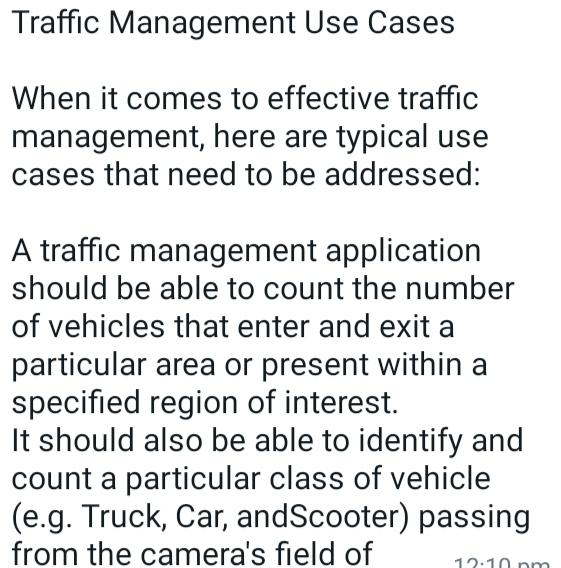 Traffic Management Use Cases
When it comes to effective traffic
management, here are typical use
cases that need to be addressed:
A traffic management application
should be able to count the number
of vehicles that enter and exit a
particular area or present within a
specified region of interest.
It should also be able to identify and
count a particular class of vehicle
(e.g. Truck, Car, andScooter) passing
from the camera's field of
12:10 pm